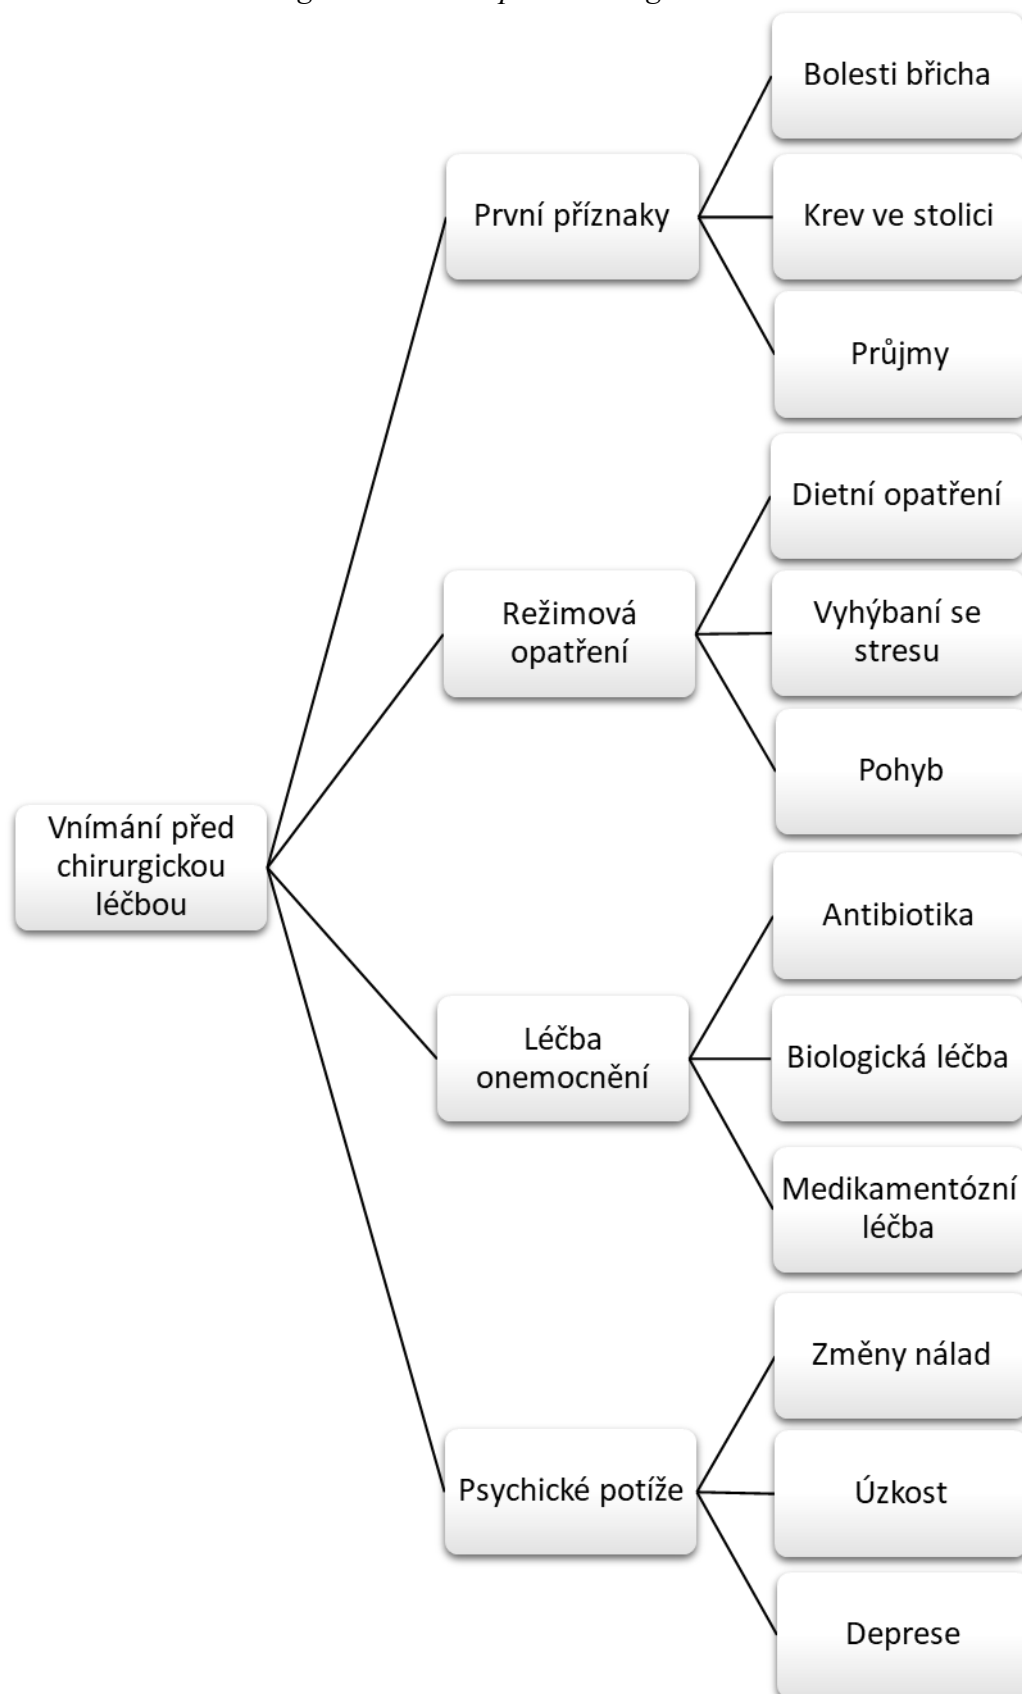 Bolesti břicha
První příznaky
Krev ve stolici
Průjmy
Dietní opatření
Režimová
opatření
Vyhýbaní se
stresu
Pohyb
Vnímání před
chirurgickou
léčbou
Antibiotika
Léčba
onemocnění
Biologická léčba
Medikamentózní
léčba
Změny nálad
Psychické potíže
Úzkost
Deprese